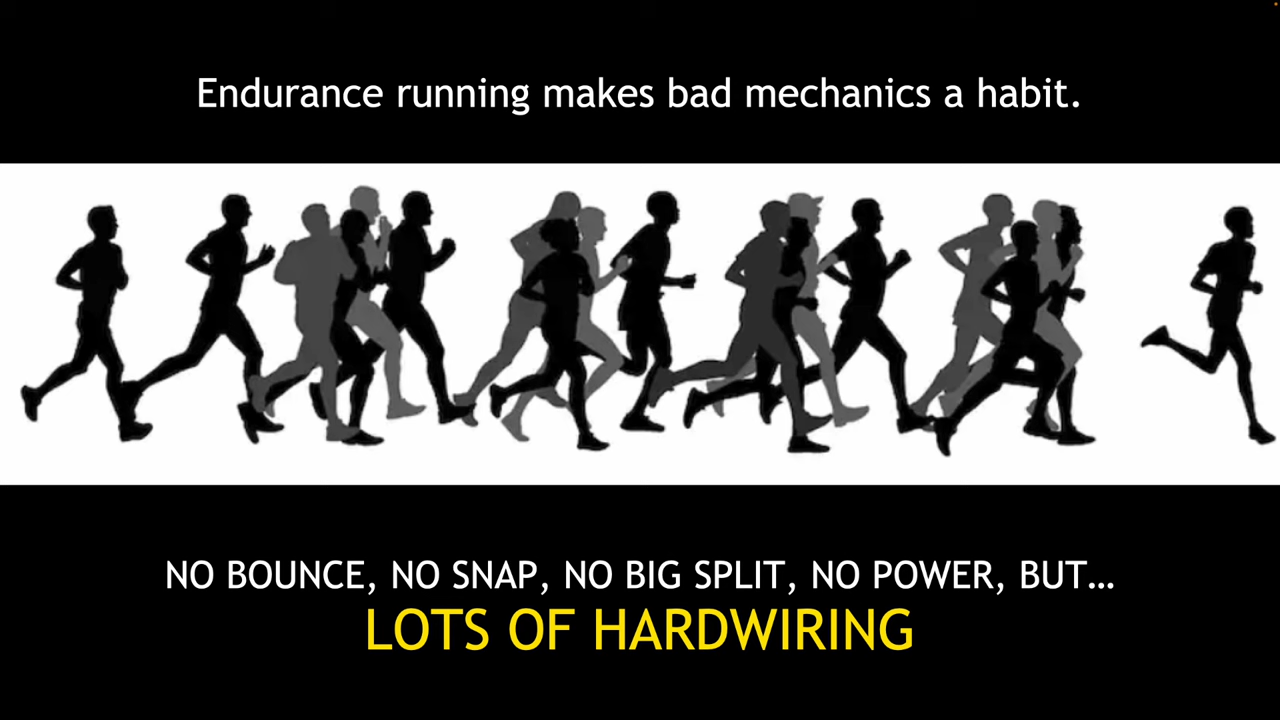 Endurance running makes bad mechanics a habit.
NO BOUNCE, NO SNAP, NO BIG SPLIT, NO POWER, BUT…
LOTS OF HARDWIRING